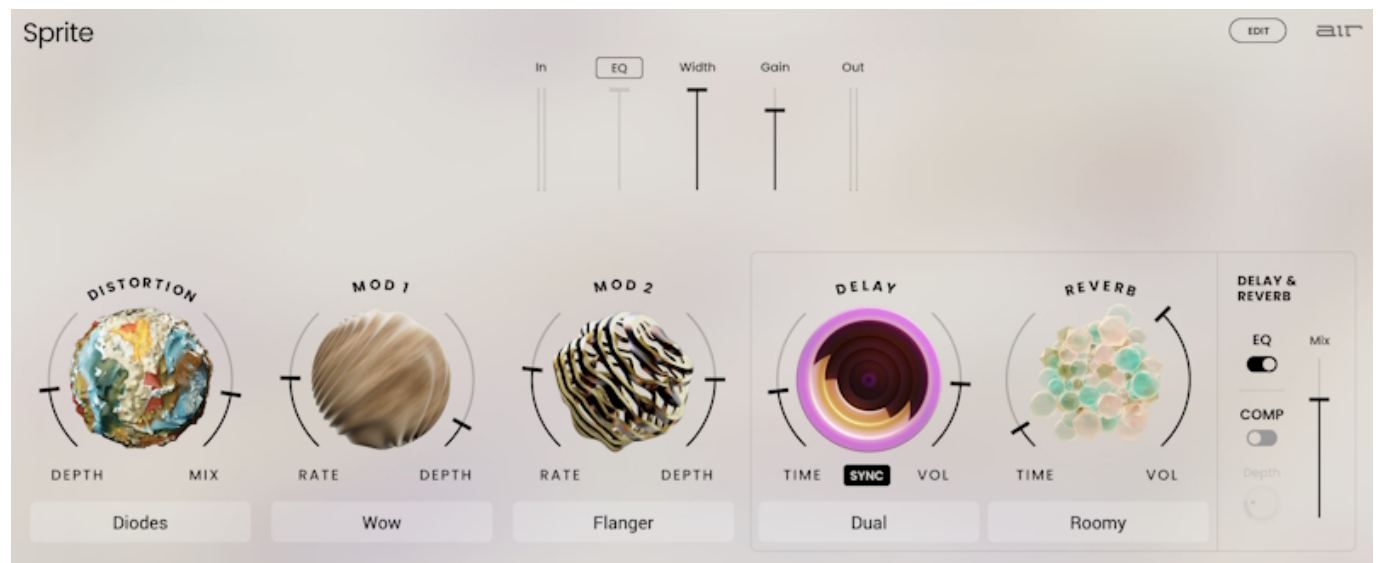 Sprite
EDIT
air
In EQ Width Gain Out
DISTORTION
MOD 1
MOD 2
DELAY
REVERB
DELAY &
REVERB
EQ
Mix
COMP
Depth
DEPTH MIX
RATE DEPTH
RATE DEPTH
TIME SYNC VOL
TIME VOL
Diodes
Wow
Flanger
Dual
Roomy